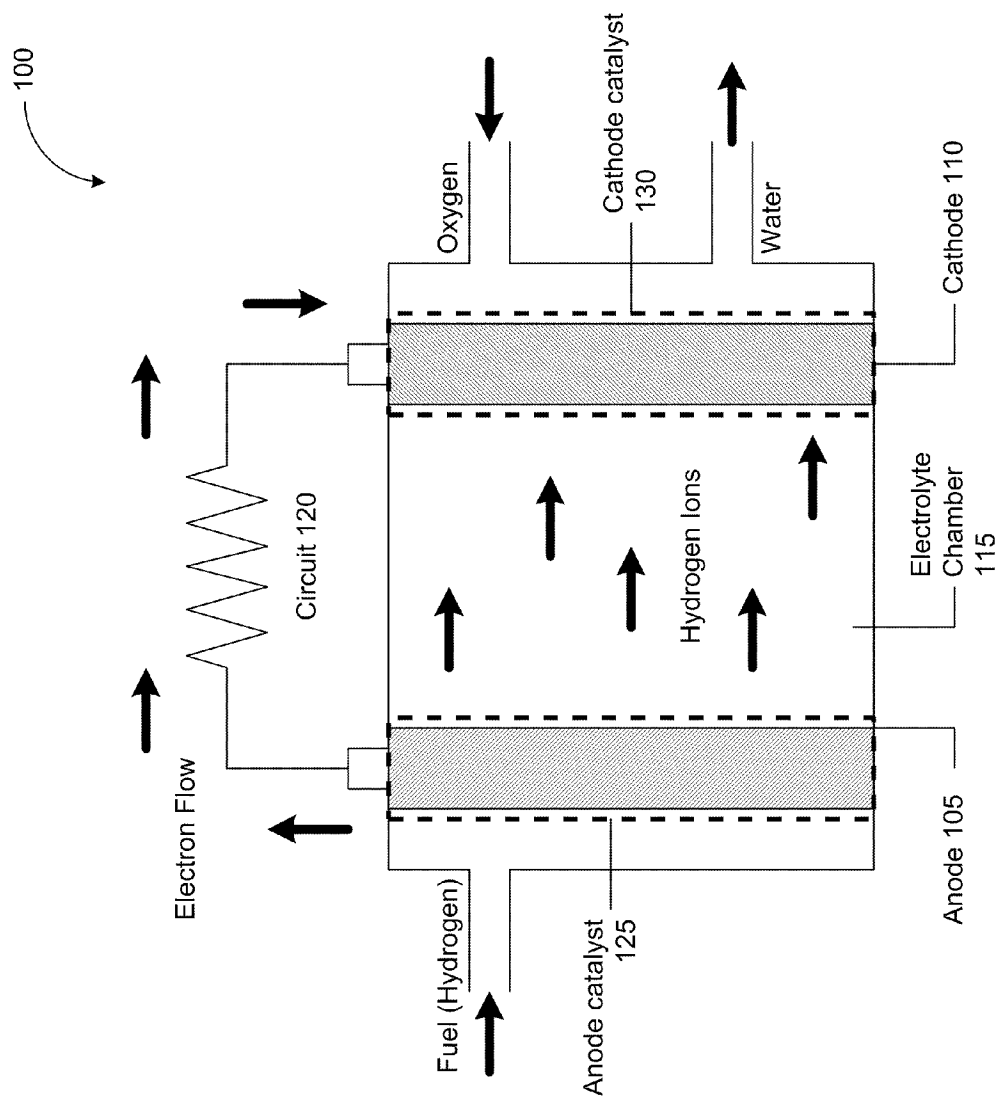 100
Electron Flow
Circuit 120
Fuel (Hydrogen)
Oxygen
Hydrogen Ions
Anode catalyst
125
Cathode catalyst
130
Water
Electrolyte
Chamber
115
Anode 105
Cathode 110